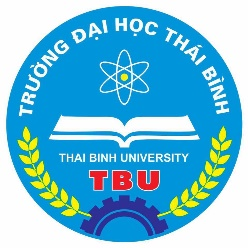 TRƯỜNG ĐẠI HỌC THÁI BÌNH
THAI BINH UNIVERSITY
TBU